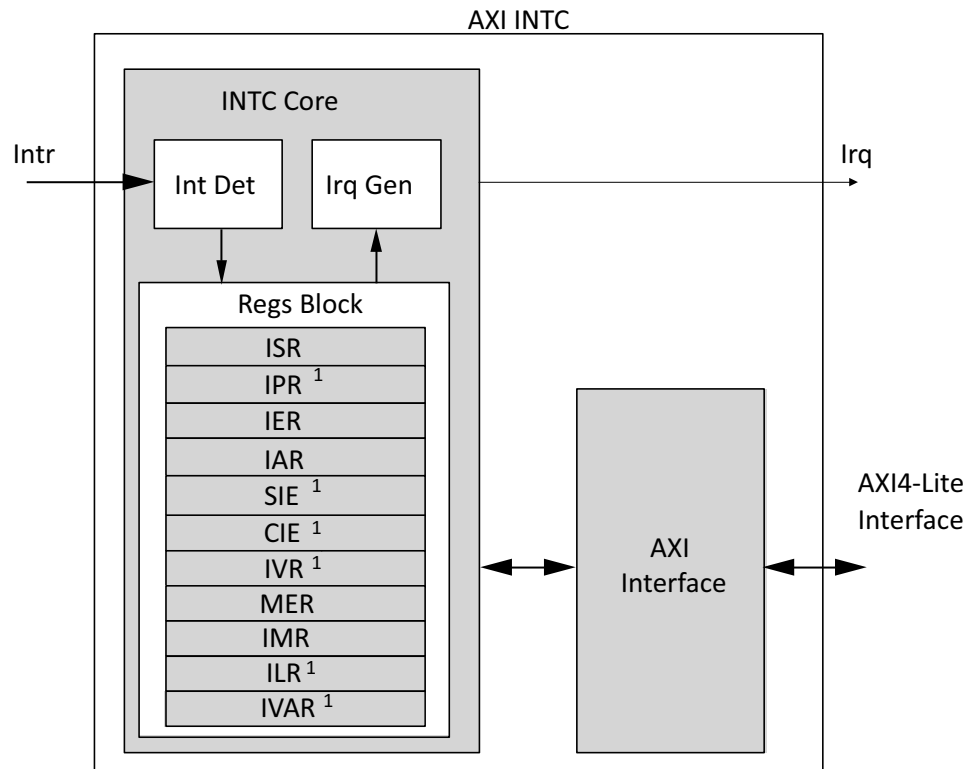 AXI INTC
INTC Core
Intr
Int Det
Irq Gen
Irq
Regs Block
ISR
IPR 1
IER
IAR
SIE 1
CIE 1
IVR 1
MER
IMR
ILR 1
IVAR 1
AXI
Interface
AXI4-Lite
Interface